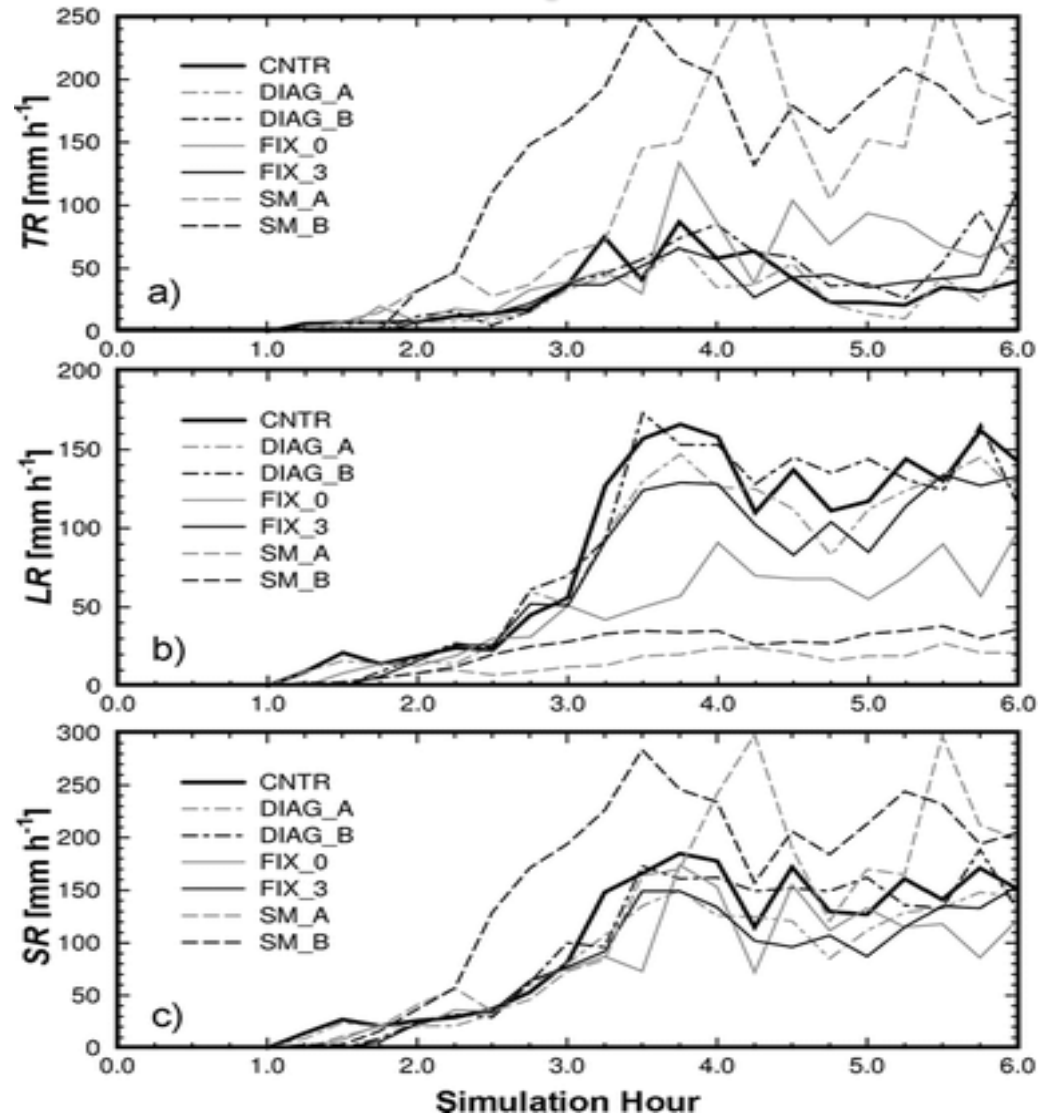 250
200
150
100
50
0
TR [mm h-1]
CNTR
DIAG_A
DIAG_B
FIX_0
FIX_3
SM_A
SM_B
a)
0.0 1.0 2.0 3.0 4.0 5.0 6.0
200
150
100
50
0
LR [mm h-1]
CNTR
DIAG_A
DIAG_B
FIX_0
FIX_3
SM_A
SM_B
b)
0.0 1.0 2.0 3.0 4.0 5.0 6.0
300
250
200
150
100
50
0
SR [mm h-1]
CNTR
DIAG_A
DIAG_B
FIX_0
FIX_3
SM_A
SM_B
c)
0.0 1.0 2.0 3.0 4.0 5.0 6.0
Simulation Hour